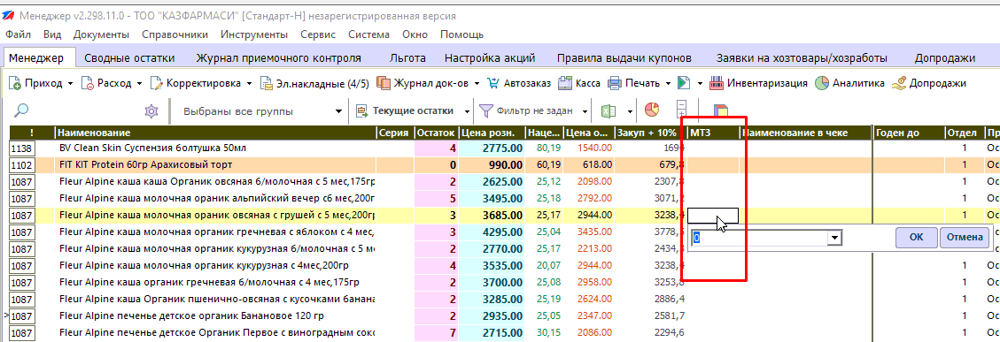 Менеджер v2.298.11.0 - ТОО "КАЗФАРМАСИ" [Стандарт-Н] незарегистрированная версия
Файл Вид Документы Справочники Инструменты Сервис Система Окно Помощь
Менеджер Сводные остатки Журнал приемочного контроля Льгота Настройка акций Правила выдачи купонов Заявки на хозтовары/хозработы Допродажи
Приход Расход Корректировка Эл.накладные (4/5) Журнал док-ов Автозаказ Касса Печать Инвентаризация Аналитика Допродажи
Выбраны все группы Текущие остатки Фильтр не задан
! Наименование Серия Остаток Цена розн. Наце... Цена о... Закуп + 10% МТЗ Наименование в чеке Годен до Отдел Пр
1138 BV Clean Skin Суспензия болтушка 50мл 4 2775.00 80,19 1540.00 1694 1 Ос
1102 FIT KIT Protein 60гр Арахисовый торт 0 990.00 60,19 618.00 679,8 1 Ос
1087 Fleur Alpine каша каша Органик овсяная б/молочная с 5 мес,175гр 2 2625.00 25,12 2098.00 2307,8 1 Ос
1087 Fleur Alpine каша молочная ораник альпийский вечер с6 мес,200гр 5 3495.00 25,18 2792.00 3071,2 1 Ос
1087 Fleur Alpine каша молочная ораник овсяная с грушей с 5 мес,200гр 3 3685.00 25,17 2944.00 3238,4 1 Ос
1087 Fleur Alpine каша молочная органик гречневая с яблоком с 4 мес, 3 4295.00 25,04 3435.00 3778,5 0 ОК Отмена
1087 Fleur Alpine каша молочная органик кукурузная б/молочная с 5 ме 2 2770.00 25,17 2213.00 2434,3
1087 Fleur Alpine каша молочная органик кукурузная с 4мес,200гр 4 3535.00 20,07 2944.00 3238,4 1 Ос
1087 Fleur Alpine каша органик гречневая б/молочная с 4 мес,175гр 2 3700.00 25,08 2958.00 3253,8 1 Ос
1087 Fleur Alpine каша Органик пшенично-овсяная с кусочками банана 2 3285.00 25,19 2624.00 2886,4 1 Ос
>1087 Fleur Alpine печенье детское органик Банановое 120 гр 2 2935.00 25,05 2347.00 2581,7 1 Ос
1087 Fleur Alpine печенье детское Органик Первое с виноградным соко 7 2715.00 30,15 2086.00 2294,6 1 Ос